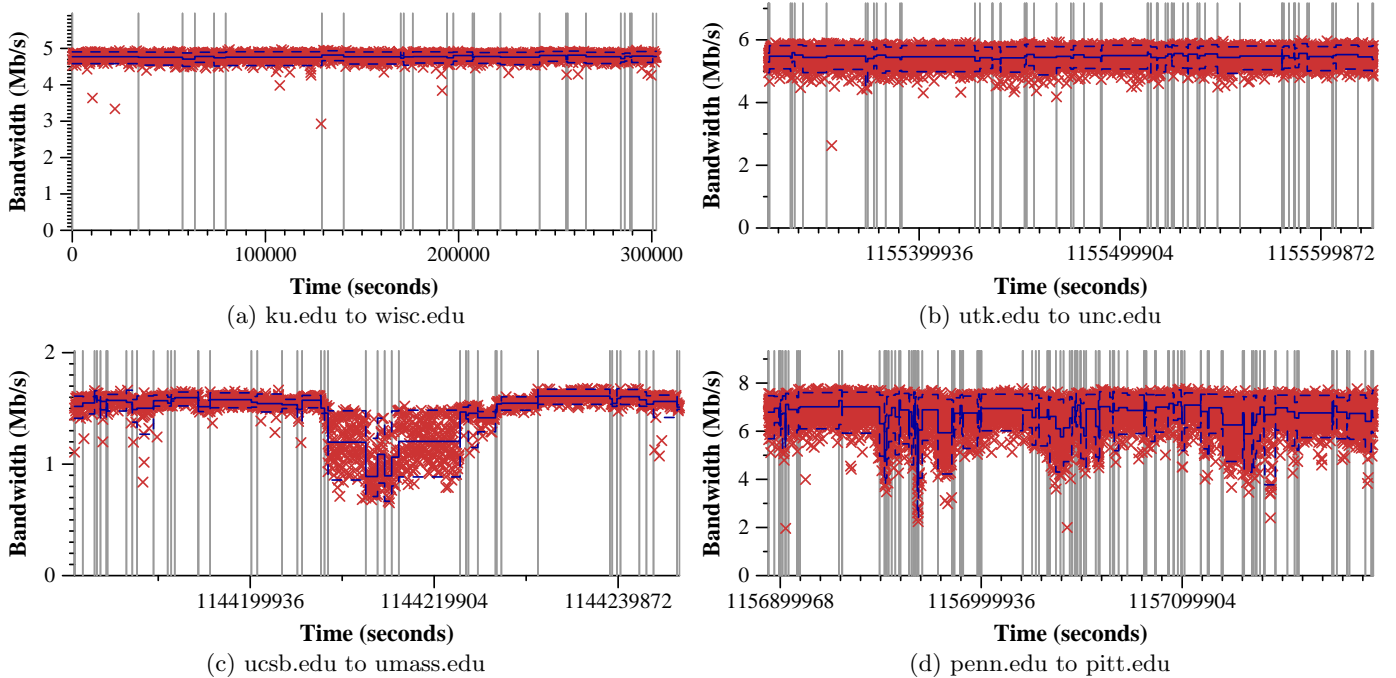 Bandwidth (Mb/s)
5
4
3
2
1
0
0
100000
200000
300000
Time (seconds)
(a) ku.edu to wisc.edu
Bandwidth (Mb/s)
6
4
2
0
1155399936
1155499904
1155599872
Time (seconds)
(b) utk.edu to unc.edu
Bandwidth (Mb/s)
2
1
0
1144199936
1144219904
1144239872
Time (seconds)
(c) ucsb.edu to umass.edu
Bandwidth (Mb/s)
8
6
4
2
0
1156899968
1156999936
1157099904
Time (seconds)
(d) penn.edu to pitt.edu